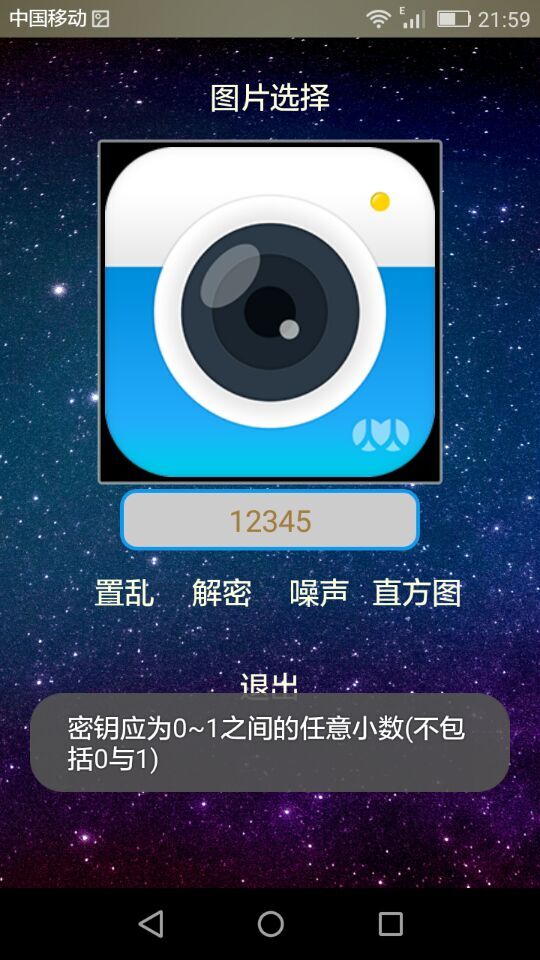 中国移动 E 21:59
图片选择
12345
置乱 解密 噪声 直方图
退出
密钥应为0~1之间的任意小数(不包
括0与1)